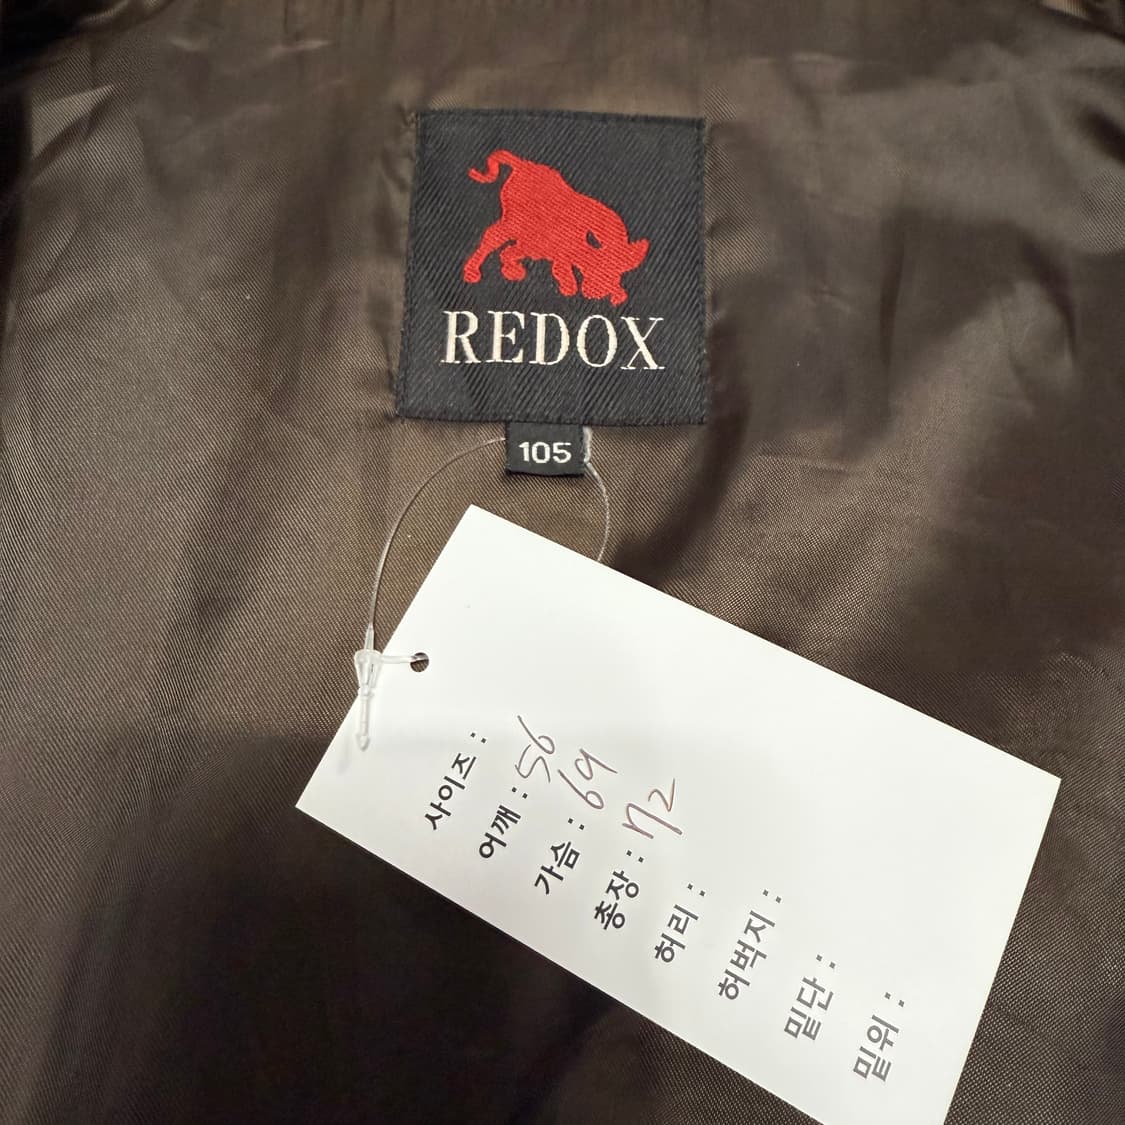 REDOX
105
사이즈 :
어깨 : 56
가슴 : 69
총장 : 72
허리 :
허벅지 :
밑단 :
밑위 :